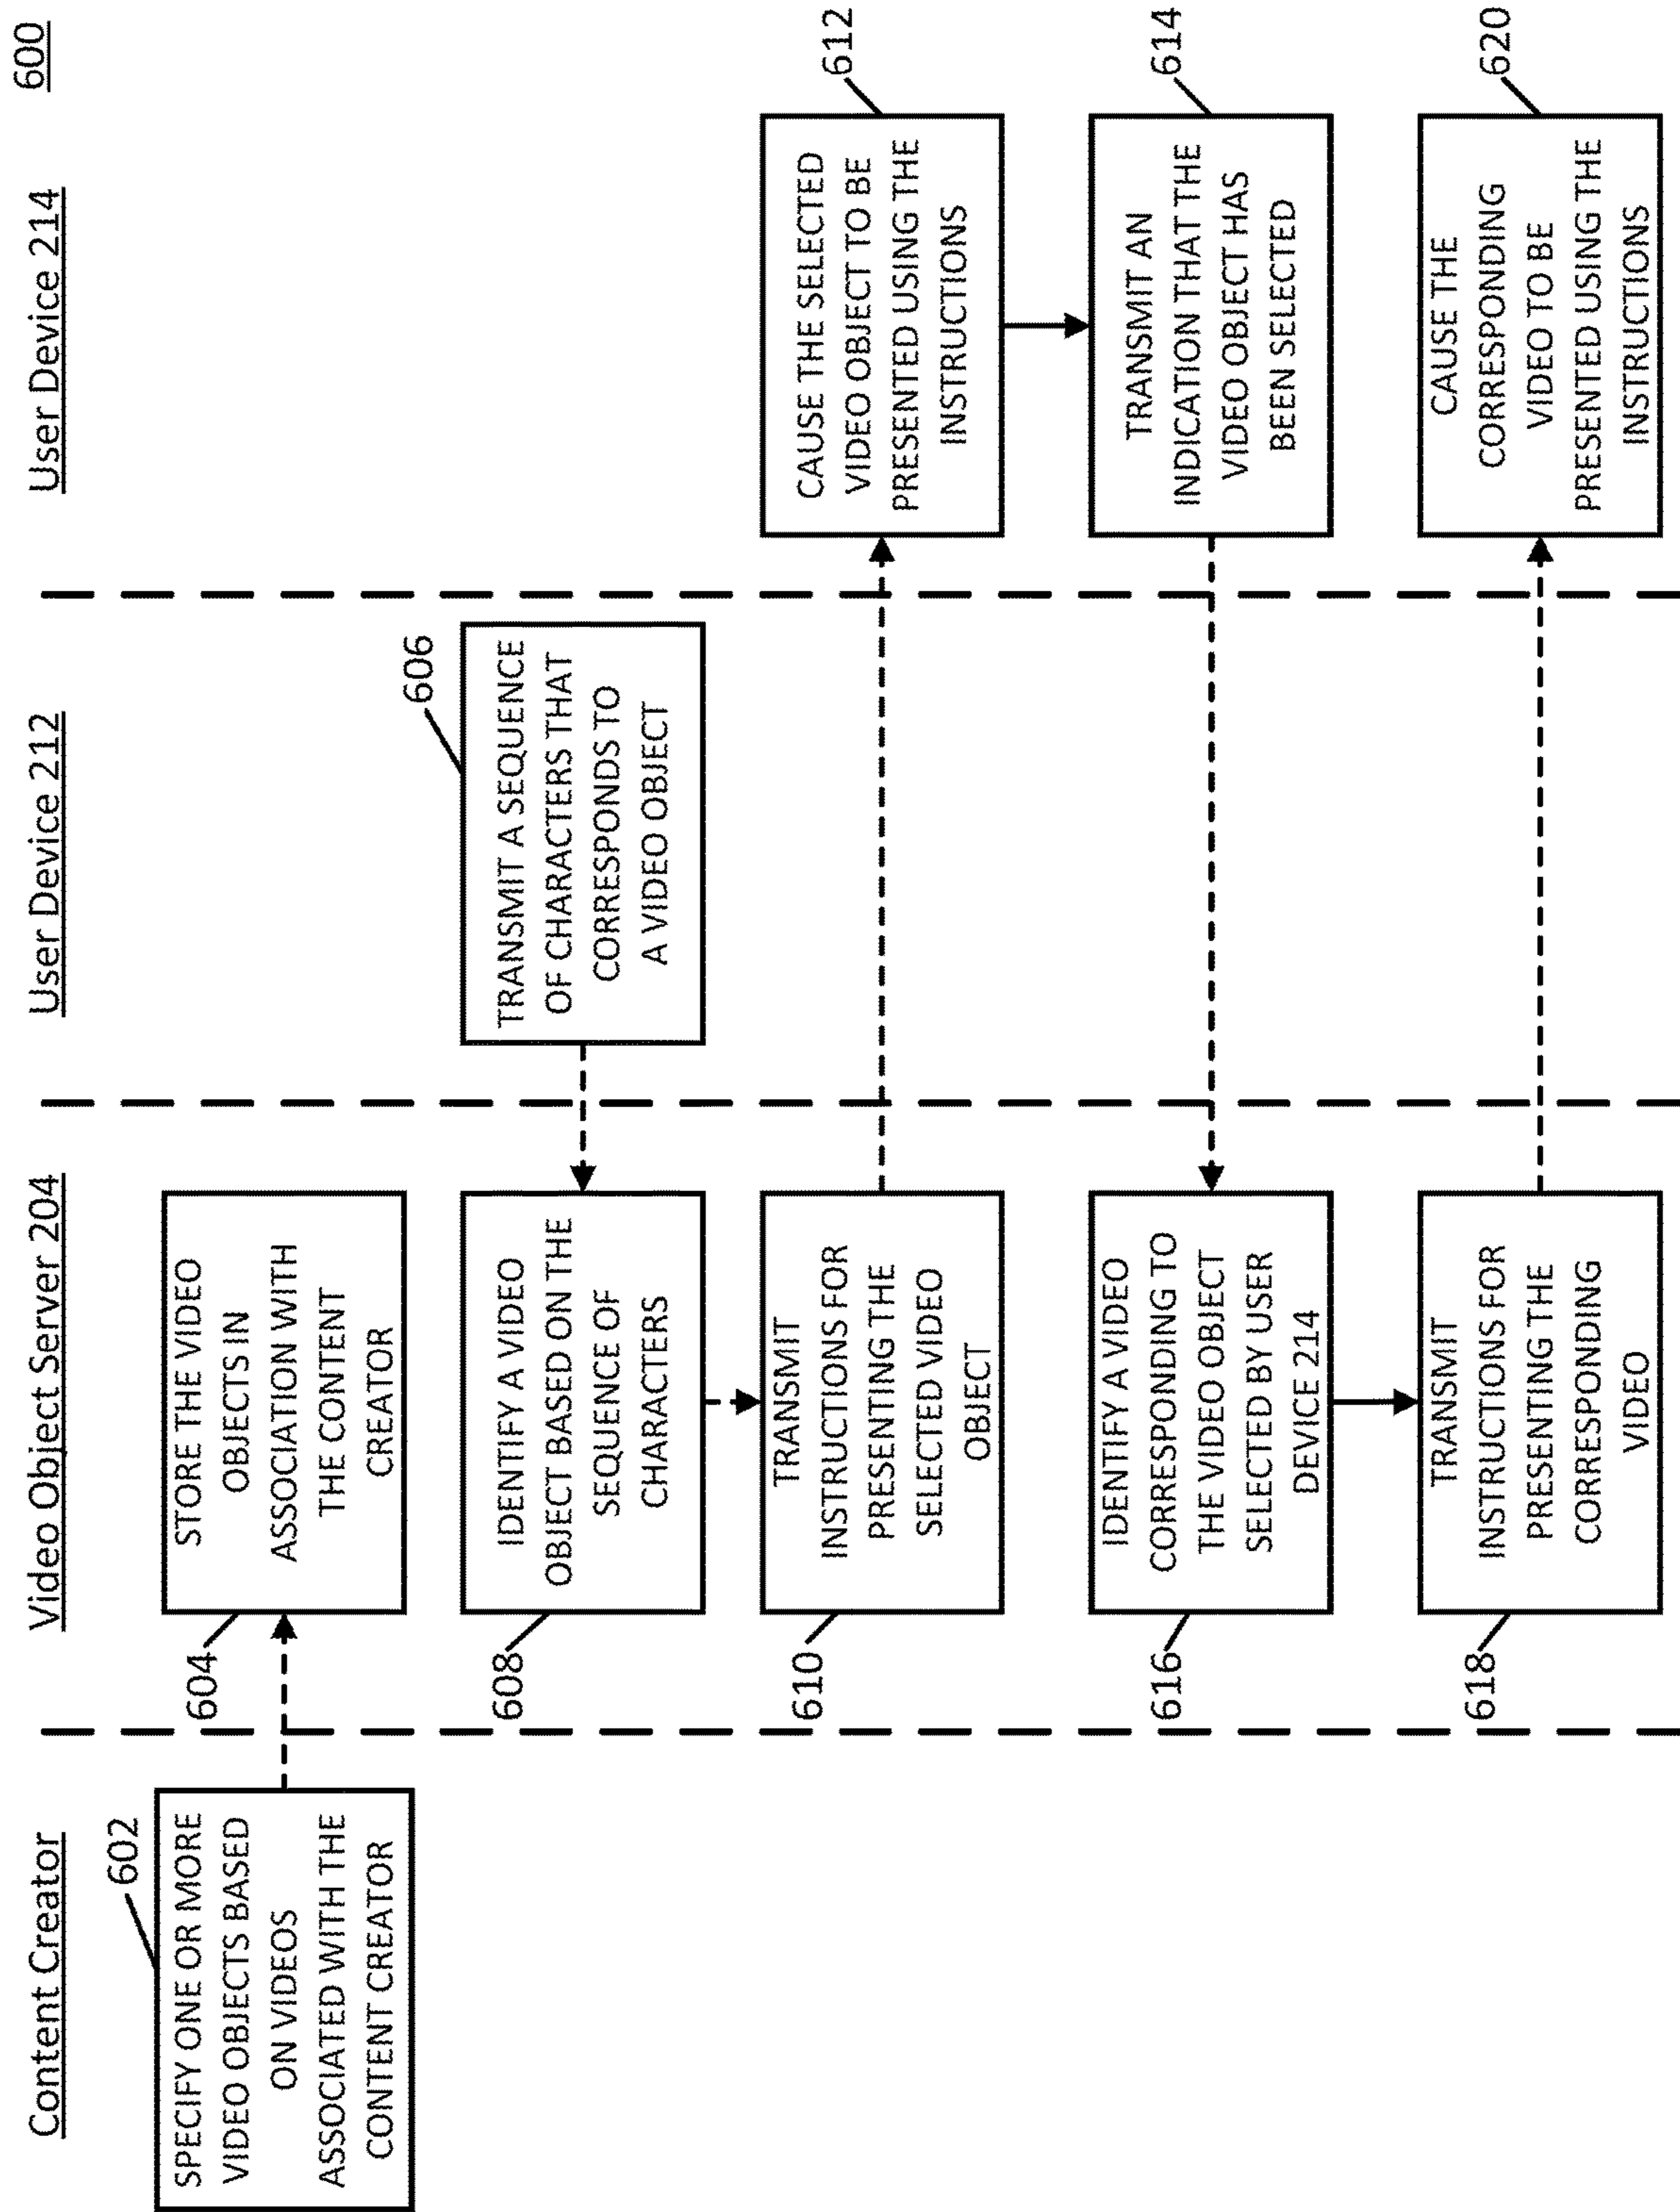 600
Content Creator
Video Object Server 204
User Device 212
User Device 214
602
SPECIFY ONE OR MORE
VIDEO OBJECTS BASED
ON VIDEOS
ASSOCIATED WITH THE
CONTENT CREATOR
604
STORE THE VIDEO
OBJECTS IN
ASSOCIATION WITH
THE CONTENT
CREATOR
606
TRANSMIT A SEQUENCE
OF CHARACTERS THAT
CORRESPONDS TO
A VIDEO OBJECT
608
IDENTIFY A VIDEO
OBJECT BASED ON THE
SEQUENCE OF
CHARACTERS
610
TRANSMIT
INSTRUCTIONS FOR
PRESENTING THE
SELECTED VIDEO
OBJECT
612
CAUSE THE SELECTED
VIDEO OBJECT TO BE
PRESENTED USING THE
INSTRUCTIONS
614
TRANSMIT AN
INDICATION THAT THE
VIDEO OBJECT HAS
BEEN SELECTED
616
IDENTIFY A VIDEO
CORRESPONDING TO
THE VIDEO OBJECT
SELECTED BY USER
DEVICE 214
618
TRANSMIT
INSTRUCTIONS FOR
PRESENTING THE
CORRESPONDING
VIDEO
620
CAUSE THE
CORRESPONDING
VIDEO TO BE
PRESENTED USING THE
INSTRUCTIONS